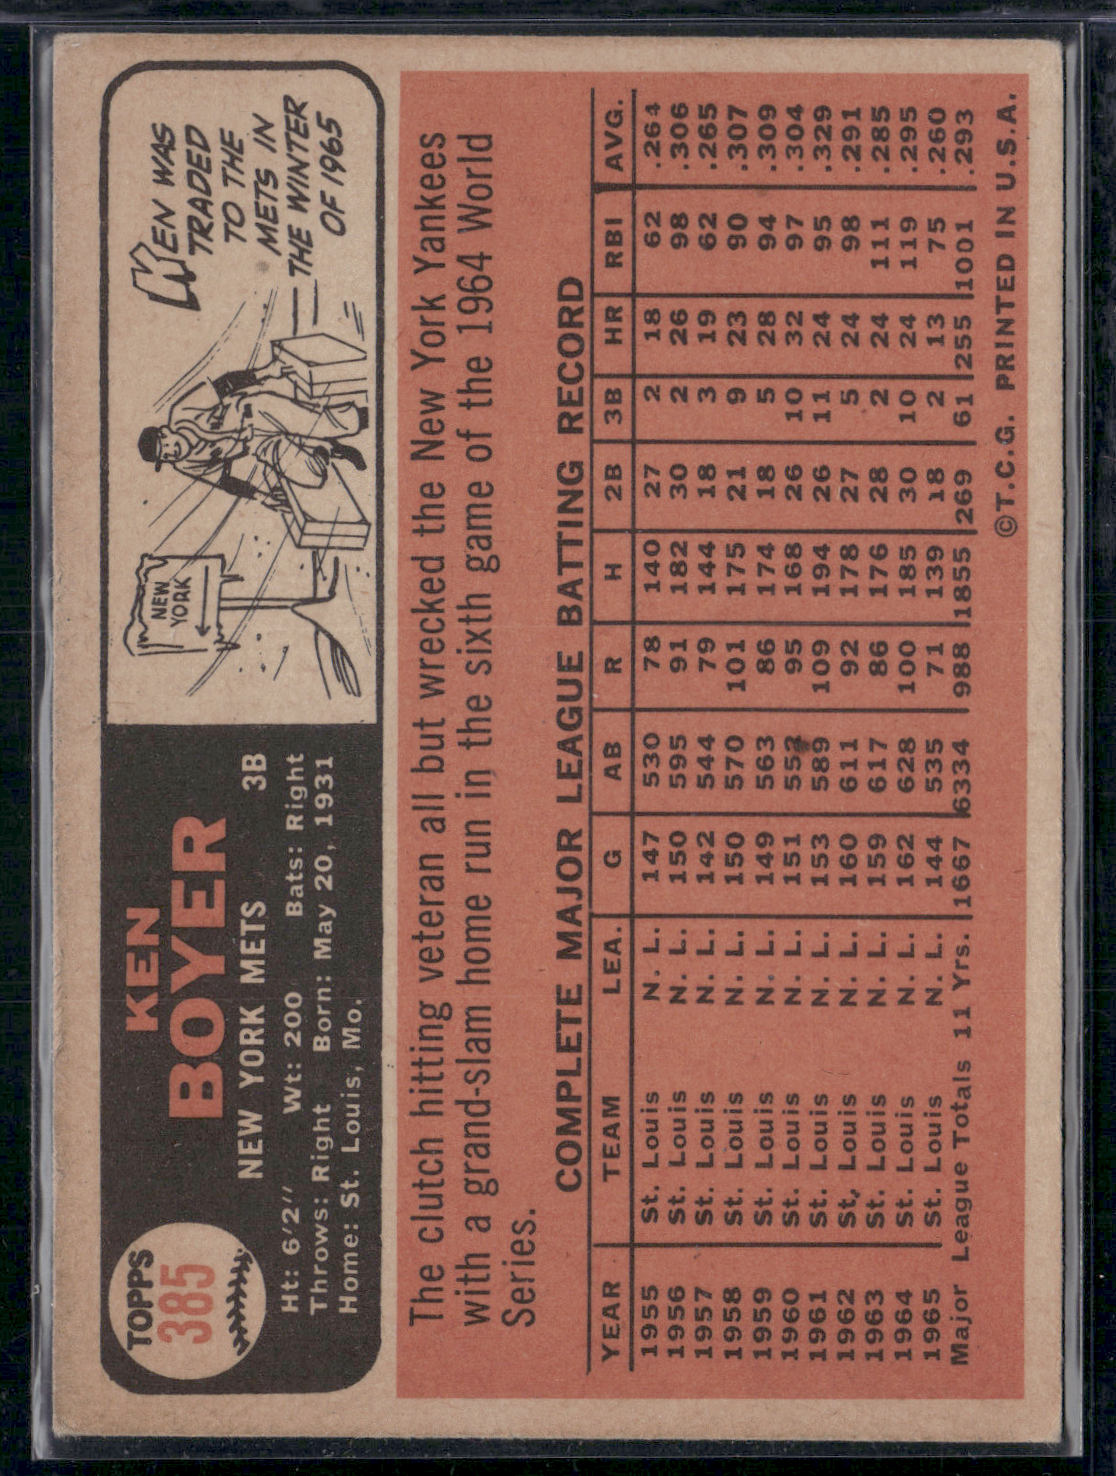 TOPPS
385
KEN
BOYER
NEW YORK METS 3B
Ht: 6'2" Wt: 200 Bats: Right
Throws: Right Born: May 20, 1931
Home: St. Louis, Mo.
NEW
YORK
KEN WAS
TRADED
TO THE
METS IN
THE WINTER
OF 1965
The clutch hitting veteran all but wrecked the New York Yankees
with a grand-slam home run in the sixth game of the 1964 World
Series.
COMPLETE MAJOR LEAGUE BATTING RECORD
YEAR TEAM LEA. G AB R H 2B 3B HR RBI AVG.
1955 St. Louis N. L. 147 530 78 140 27 2 18 62 .264
1956 St. Louis N. L. 150 595 91 182 30 2 26 98 .306
1957 St. Louis N. L. 142 544 79 144 18 3 19 62 .265
1958 St. Louis N. L. 150 570 101 175 21 9 23 90 .307
1959 St. Louis N. L. 149 563 86 174 18 5 28 94 .309
1960 St. Louis N. L. 151 552 95 168 26 10 32 97 .304
1961 St. Louis N. L. 153 589 109 194 26 11 24 95 .329
1962 St. Louis N. L. 160 611 92 178 27 5 24 98 .291
1963 St. Louis N. L. 159 617 86 176 28 2 24 111 .285
1964 St. Louis N. L. 162 628 100 185 30 10 24 119 .295
1965 St. Louis N. L. 144 535 71 139 18 2 13 75 .260
Major League Totals 11 Yrs. 1667 6334 988 1855 269 61 255 1001 .293
©T.C.G. PRINTED IN U.S.A.